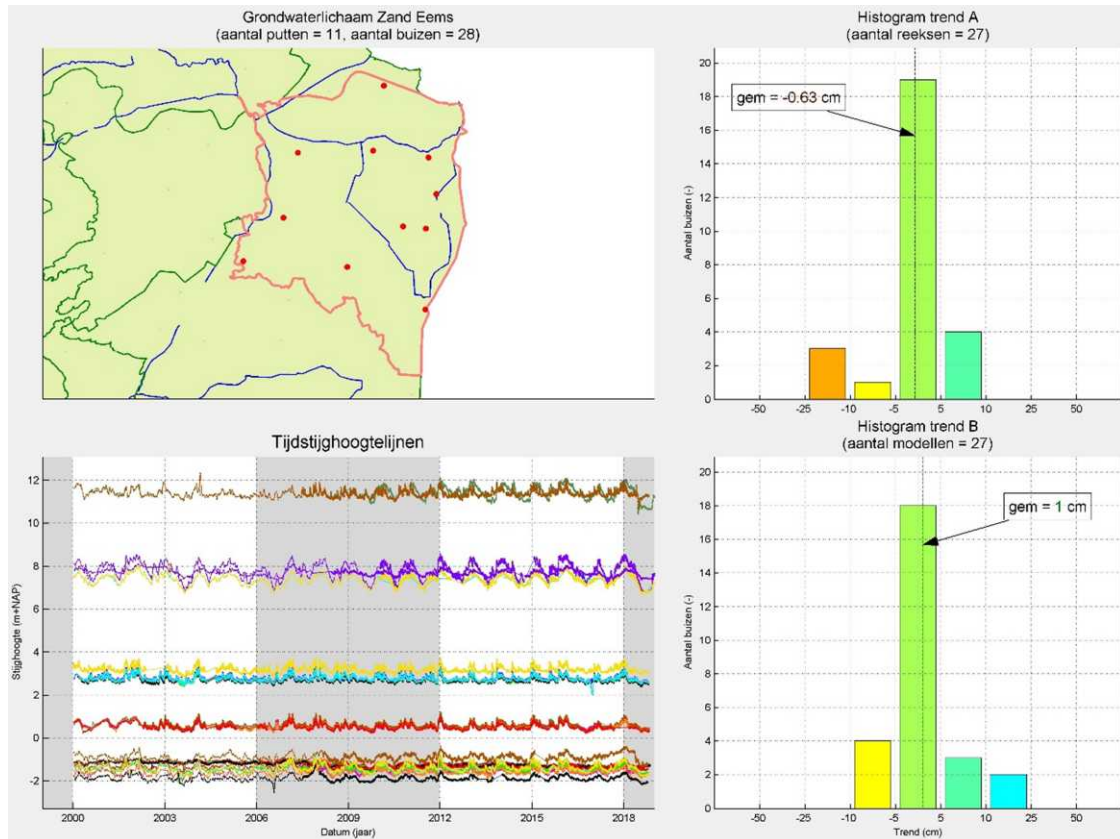 Grondwaterlichaam Zand Eems
(aantal putten = 11, aantal buizen = 28)
Histogram trend A
(aantal reeksen = 27)
20
18
16
14
12
10
8
6
4
2
0
Aantal buizen (-)
gem = -0.63 cm
-50 -25 -10 -5 5 10 25 50
Tijdstijghoogtelijnen
12
10
8
6
4
2
0
-2
Stijghoogte (m+NAP)
2000 2003 2006 2009 2012 2015 2018
Datum (jaar)
Histogram trend B
(aantal modellen = 27)
20
18
16
14
12
10
8
6
4
2
0
Aantal buizen (-)
gem = 1 cm
-50 -25 -10 -5 5 10 25 50
Trend (cm)